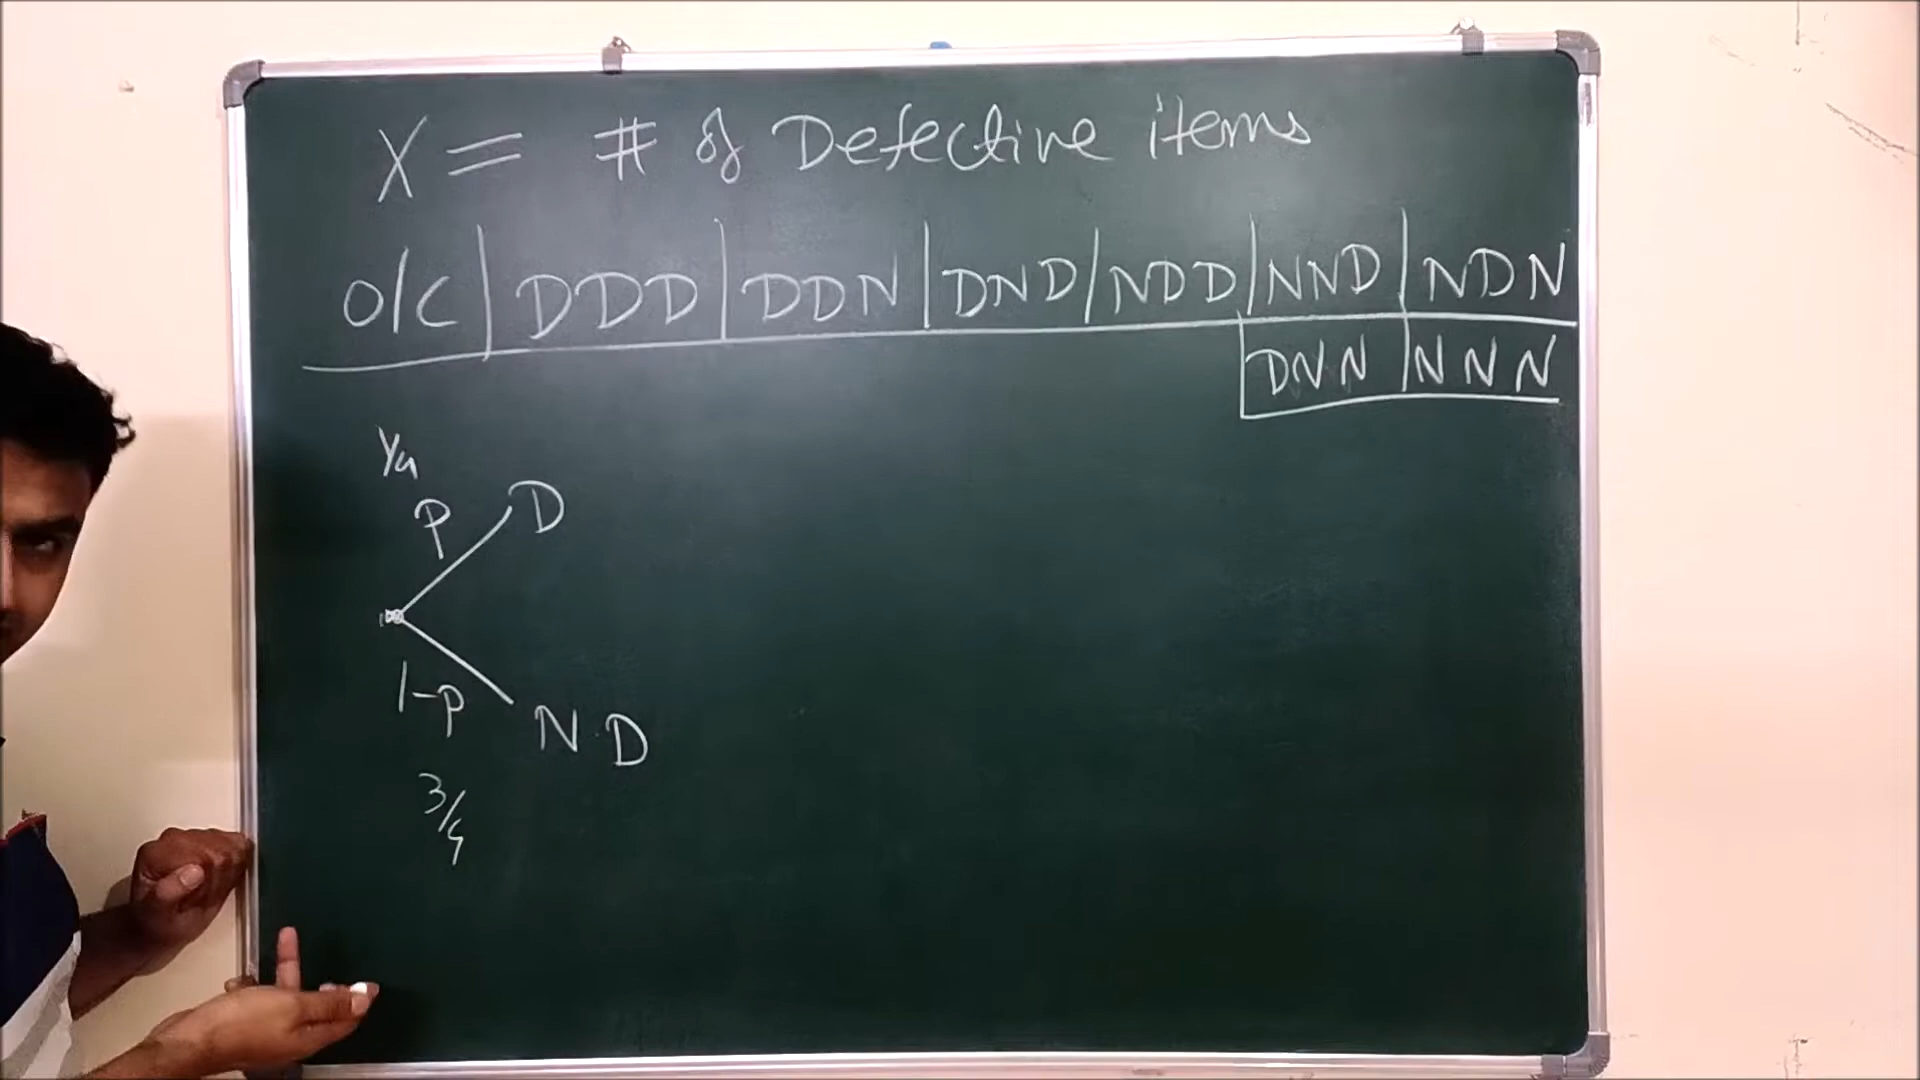 X = # of Defective items
O/C | DDD | DDN | DND | NDD | NND | NDN
DNN | NNN
1/4
P D
1-P N.D
3/4